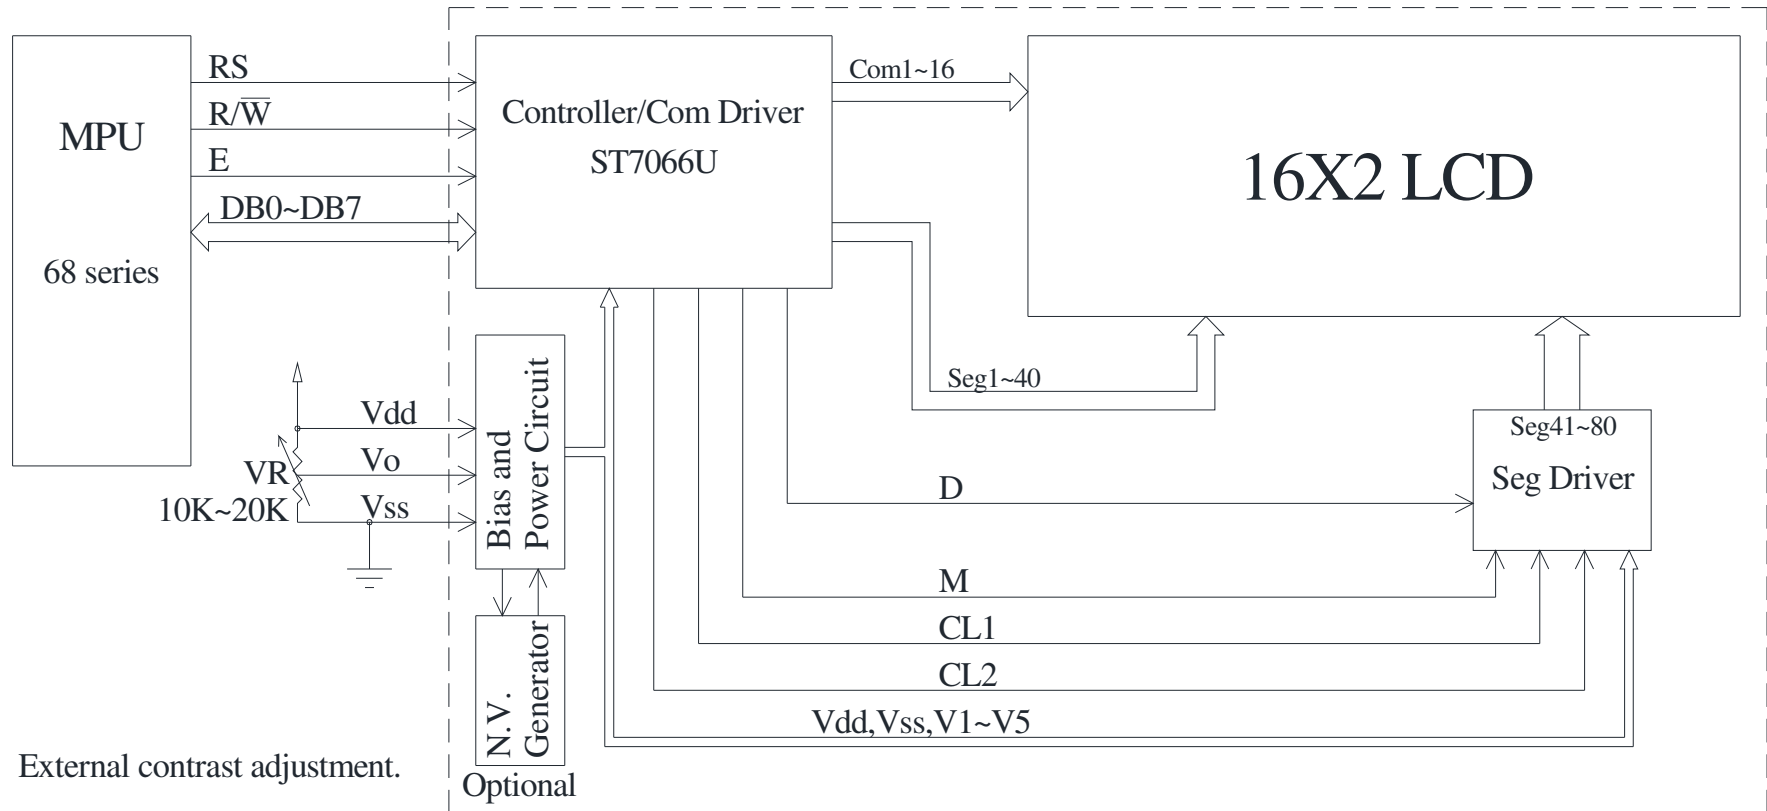 RS
R/W̅
E
DB0~DB7
MPU
68 series
Controller/Com Driver
ST7066U
Com1~16
16X2 LCD
Seg1~40
Seg41~80
Seg Driver
Vdd
Vo
Vss
VR
10K~20K
Bias and
Power Circuit
N.V.
Generator
Optional
D
M
CL1
CL2
Vdd,Vss,V1~V5
External contrast adjustment.